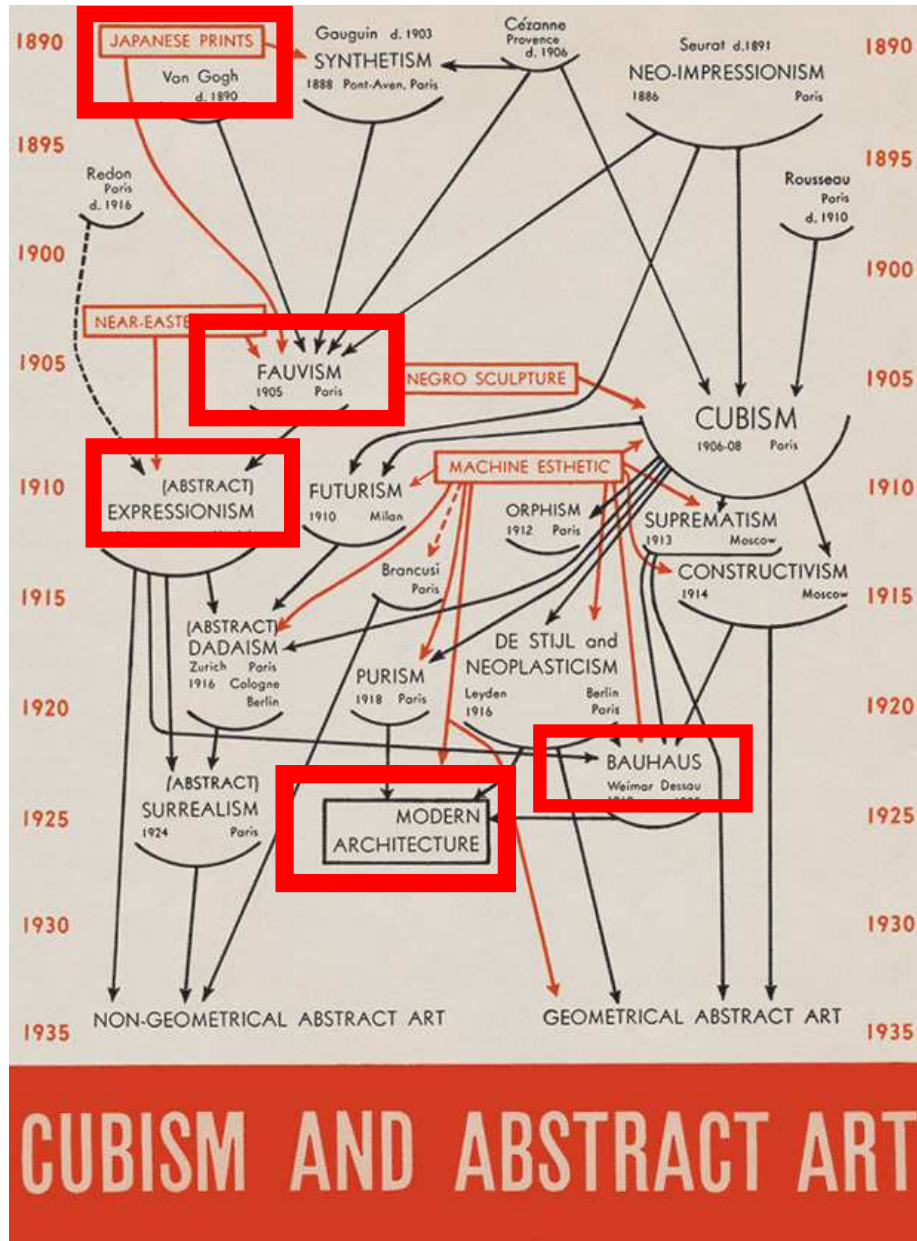 1890
JAPANESE PRINTS
Van Gogh
d. 1890
Gauguin d. 1903
SYNTHETISM
1888 Pont-Aven, Paris
Cézanne
Provence
d. 1906
Seurat d.1891
NEO-IMPRESSIONISM
1886 Paris
1890
1895
1895
Redon
Paris
d. 1916
Rousseau
Paris
d. 1910
1900
1900
NEAR-EASTE
1905
FAUVISM
1905 Paris
NEGRO SCULPTURE
1905
CUBISM
1906-08 Paris
1910
(ABSTRACT)
EXPRESSIONISM
FUTURISM
1910 Milan
MACHINE ESTHETIC
ORPHISM
1912 Paris
SUPREMATISM
1913 Moscow
1910
CONSTRUCTIVISM
1914 Moscow
1915
Brancusi
Paris
1915
(ABSTRACT)
DADAISM
Zurich Paris
1916 Cologne
Berlin
PURISM
1918 Paris
DE STIJL and
NEOPLASTICISM
Leyden Berlin
1916 Paris
1920
1920
(ABSTRACT)
SURREALISM
1924 Paris
BAUHAUS
Weimar Dessau
1925
MODERN
ARCHITECTURE
1925
1930
1930
NON-GEOMETRICAL ABSTRACT ART
GEOMETRICAL ABSTRACT ART
1935
1935
CUBISM AND ABSTRACT ART